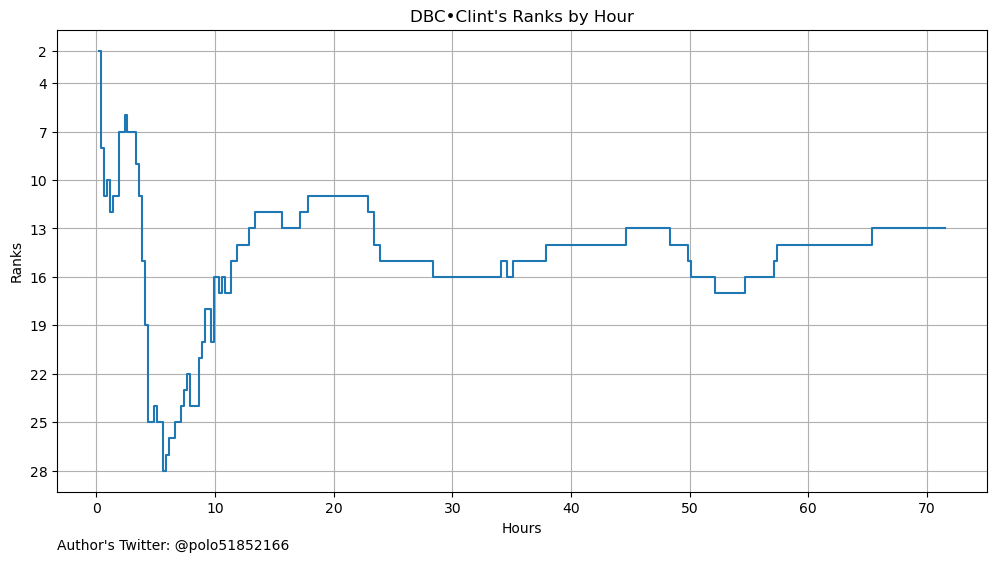 DBC•Clint's Ranks by Hour
2
4
7
10
13
16
19
22
25
28
Ranks
0 10 20 30 40 50 60 70
Hours
Author's Twitter: @polo51852166